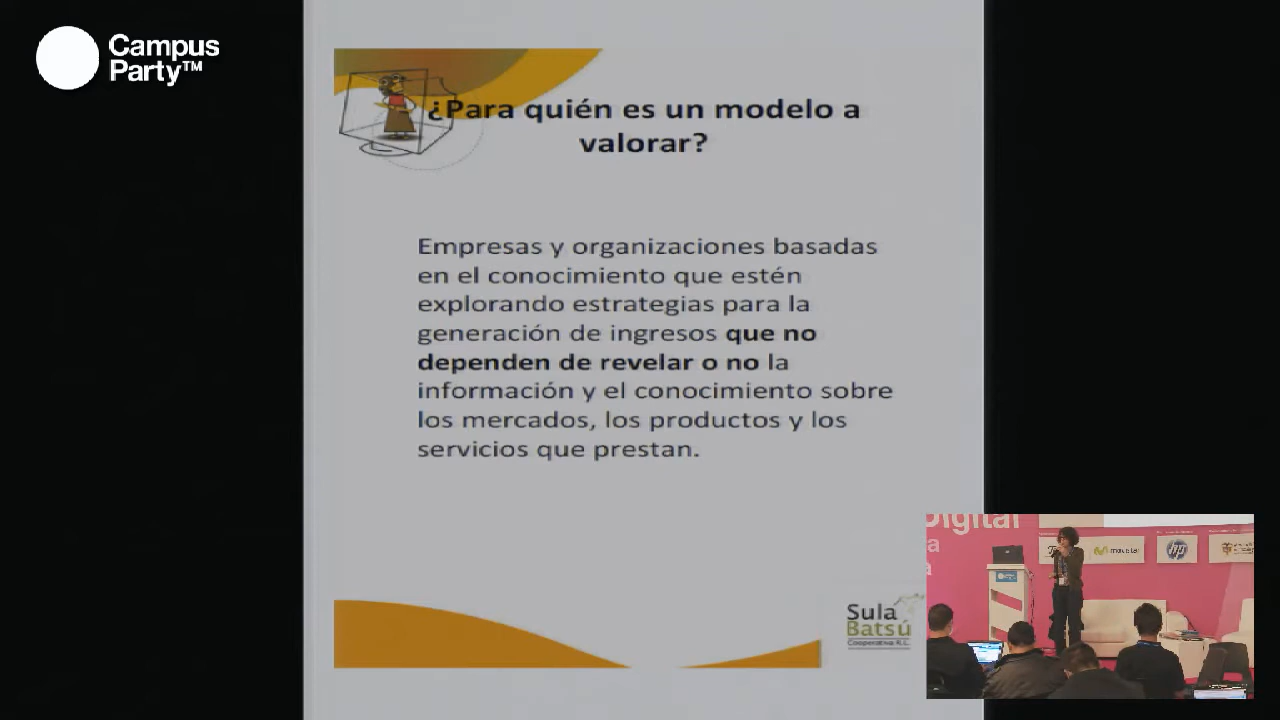 Campus
Party™
¿Para quién es un modelo a
valorar?
Empresas y organizaciones basadas
en el conocimiento que estén
explorando estrategias para la
generación de ingresos que no
dependen de revelar o no la
información y el conocimiento sobre
los mercados, los productos y los
servicios que prestan.
Sula
Batsú
Cooperativa R.L.
Digital
movistar
hp